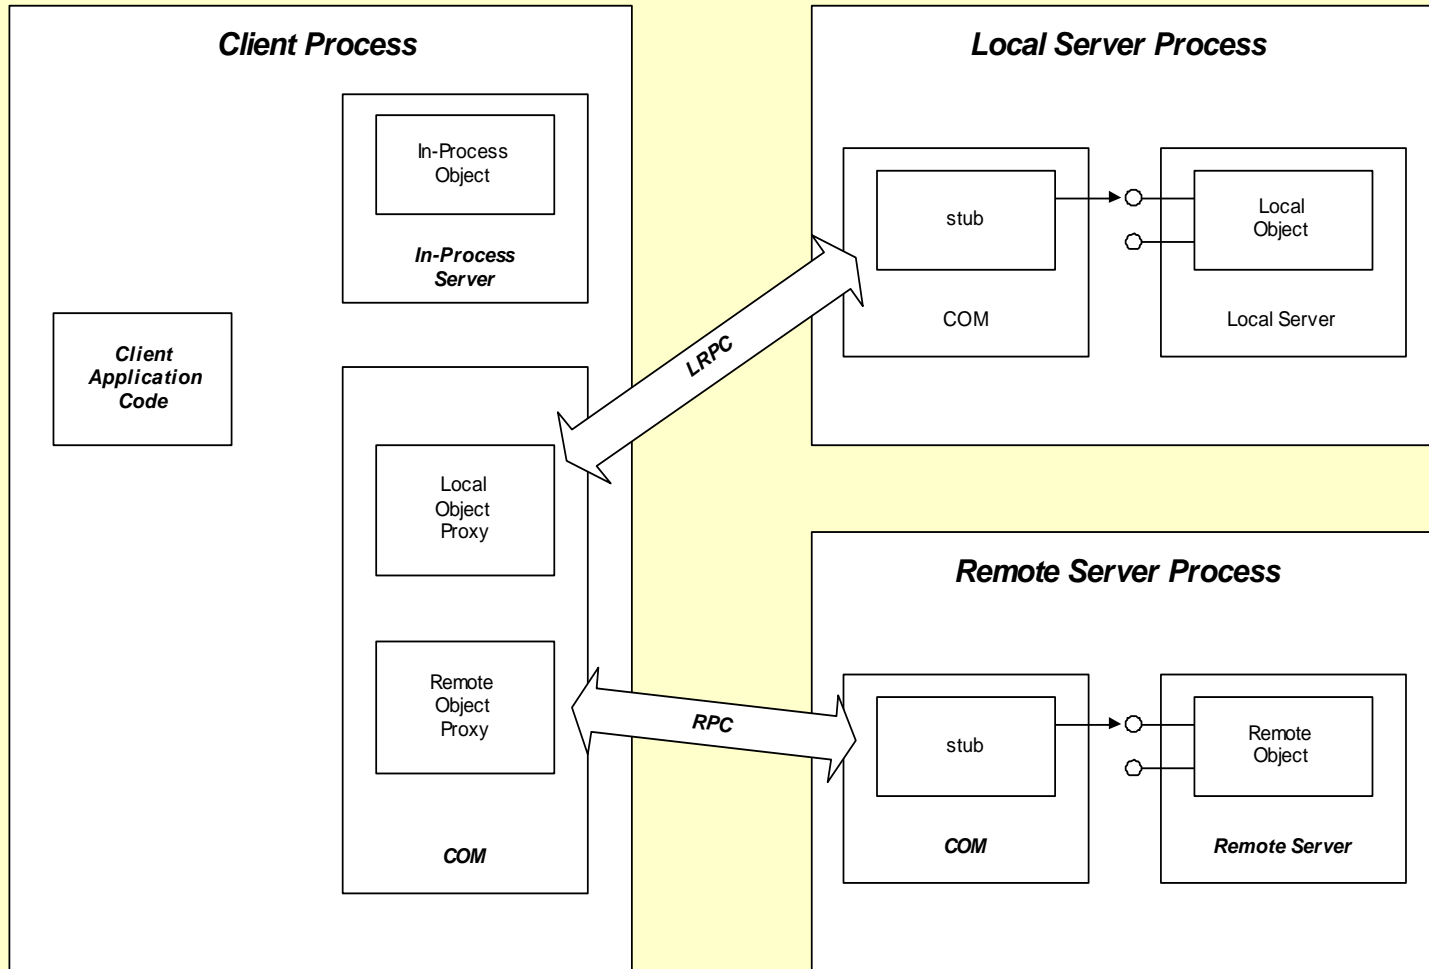 Client Process
In-Process
Object
In-Process
Server
Client
Application
Code
Local
Object
Proxy
Remote
Object
Proxy
COM
LRPC
RPC
Local Server Process
stub
COM
Local
Object
Local Server
Remote Server Process
stub
COM
Remote
Object
Remote Server